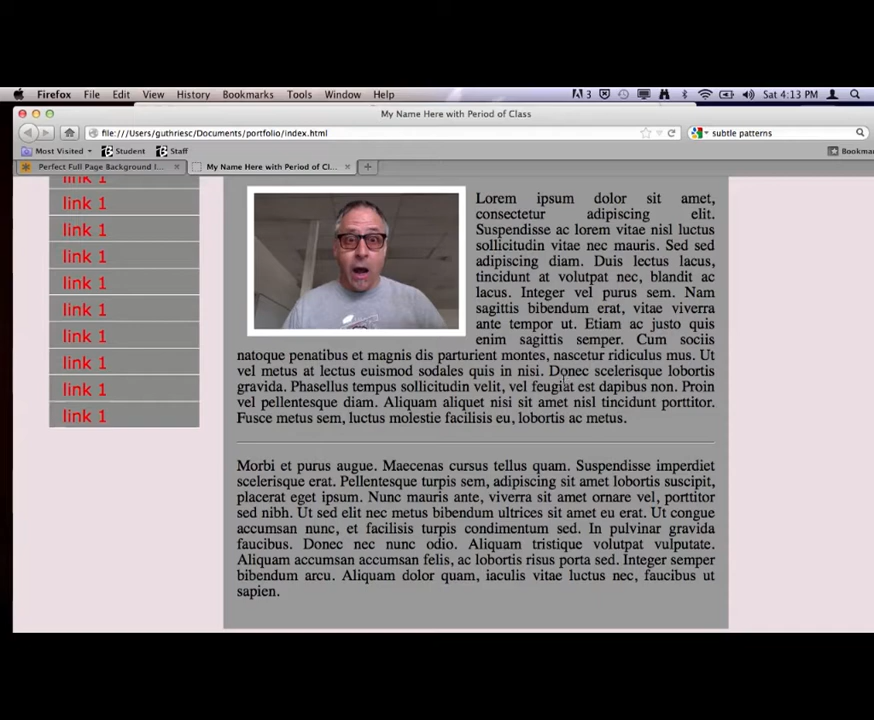 Firefox File Edit View History Bookmarks Tools Window Help 3 Sat 4:13 PM
My Name Here with Period of Class
file:///Users/guthriesc/Documents/portfolio/index.html subtle patterns
Most Visited Student Staff Bookma
Perfect Full Page Background I... My Name Here with Period of Cl...
link 1
link 1
link 1
link 1
link 1
link 1
link 1
link 1
link 1
link 1
Lorem ipsum dolor sit amet,
consectetur adipiscing elit.
Suspendisse ac lorem vitae nisl luctus
sollicitudin vitae nec mauris. Sed sed
adipiscing diam. Duis lectus lacus,
tincidunt at volutpat nec, blandit ac
lacus. Integer vel purus sem. Nam
sagittis bibendum erat, vitae viverra
ante tempor ut. Etiam ac justo quis
enim sagittis semper. Cum sociis
natoque penatibus et magnis dis parturient montes, nascetur ridiculus mus. Ut
vel metus at lectus euismod sodales quis in nisi. Donec scelerisque lobortis
gravida. Phasellus tempus sollicitudin velit, vel feugiat est dapibus non. Proin
vel pellentesque diam. Aliquam aliquet nisi sit amet nisl tincidunt porttitor.
Fusce metus sem, luctus molestie facilisis eu, lobortis ac metus.
Morbi et purus augue. Maecenas cursus tellus quam. Suspendisse imperdiet
scelerisque erat. Pellentesque turpis sem, adipiscing sit amet lobortis suscipit,
placerat eget ipsum. Nunc mauris ante, viverra sit amet ornare vel, porttitor
sed nibh. Ut sed elit nec metus bibendum ultrices sit amet eu erat. Ut congue
accumsan nunc, et facilisis turpis condimentum sed. In pulvinar gravida
faucibus. Donec nec nunc odio. Aliquam tristique volutpat vulputate.
Aliquam accumsan accumsan felis, ac lobortis risus porta sed. Integer semper
bibendum arcu. Aliquam dolor quam, iaculis vitae luctus nec, faucibus ut
sapien.